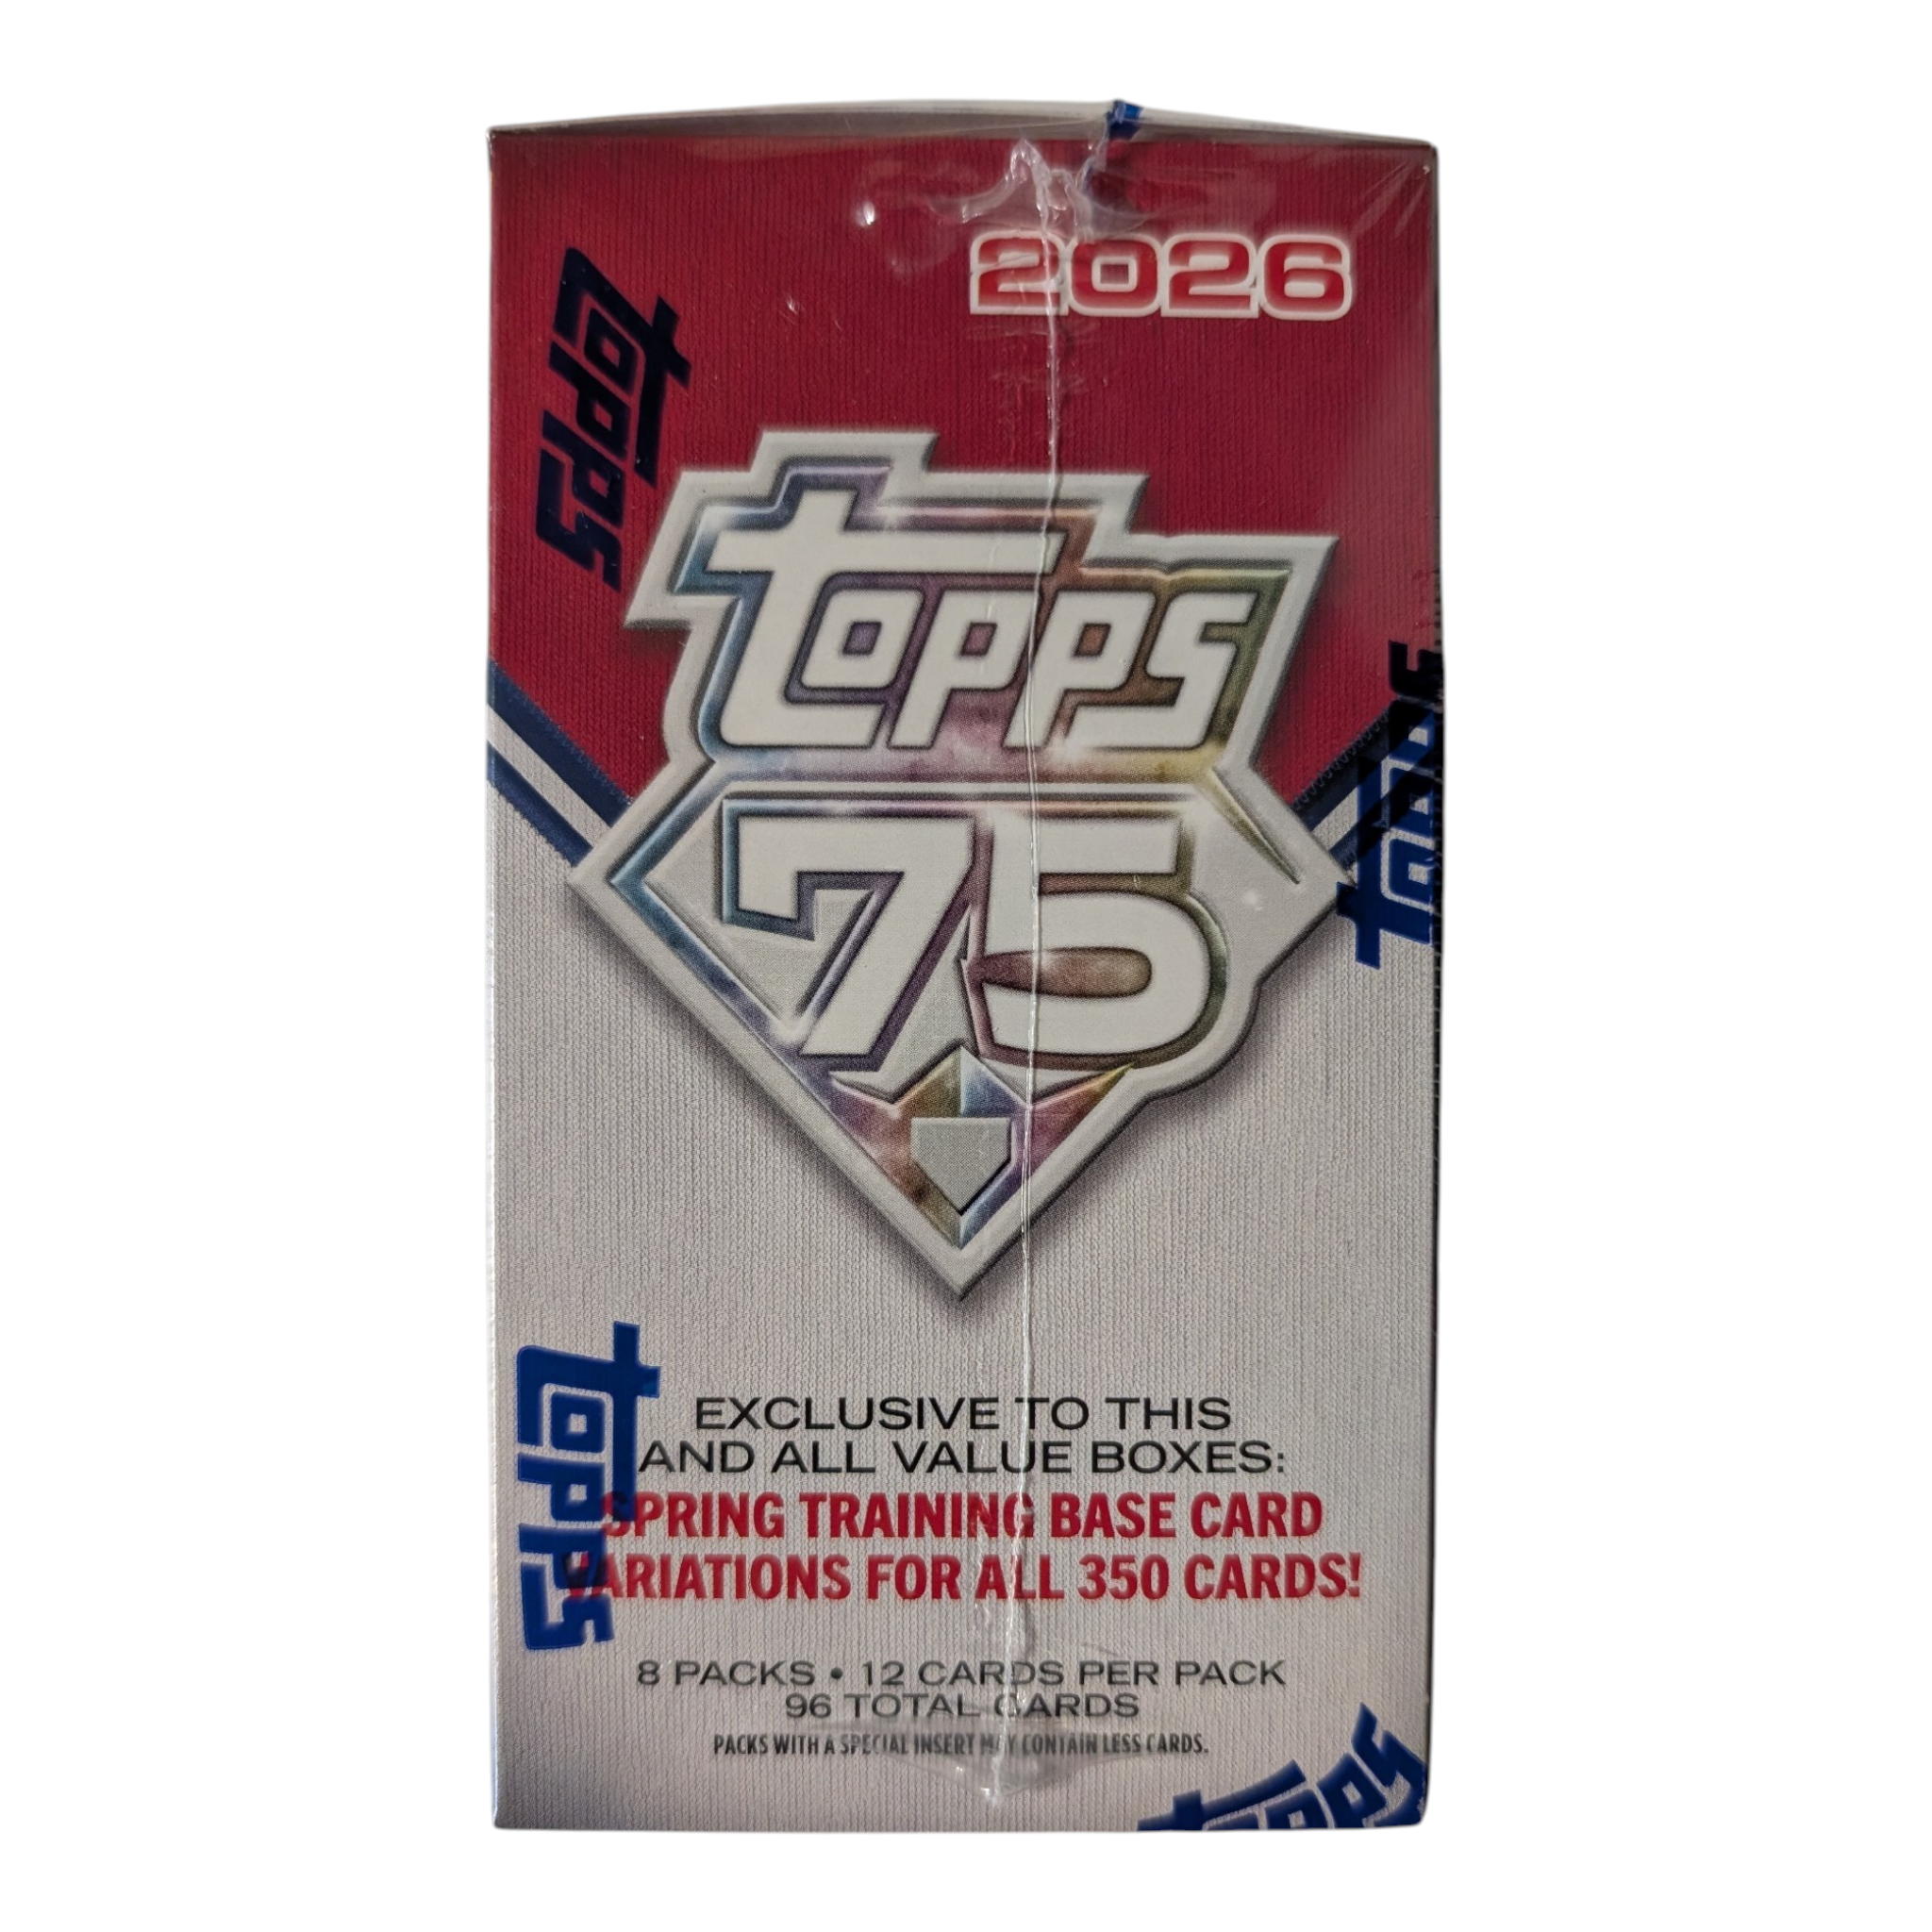 2026
topps
topps
75
topps
EXCLUSIVE TO THIS
AND ALL VALUE BOXES:
SPRING TRAINING BASE CARD
VARIATIONS FOR ALL 350 CARDS!
topps
8 PACKS • 12 CARDS PER PACK
96 TOTAL CARDS
PACKS WITH A SPECIAL INSERT MAY CONTAIN LESS CARDS.
topps
topps